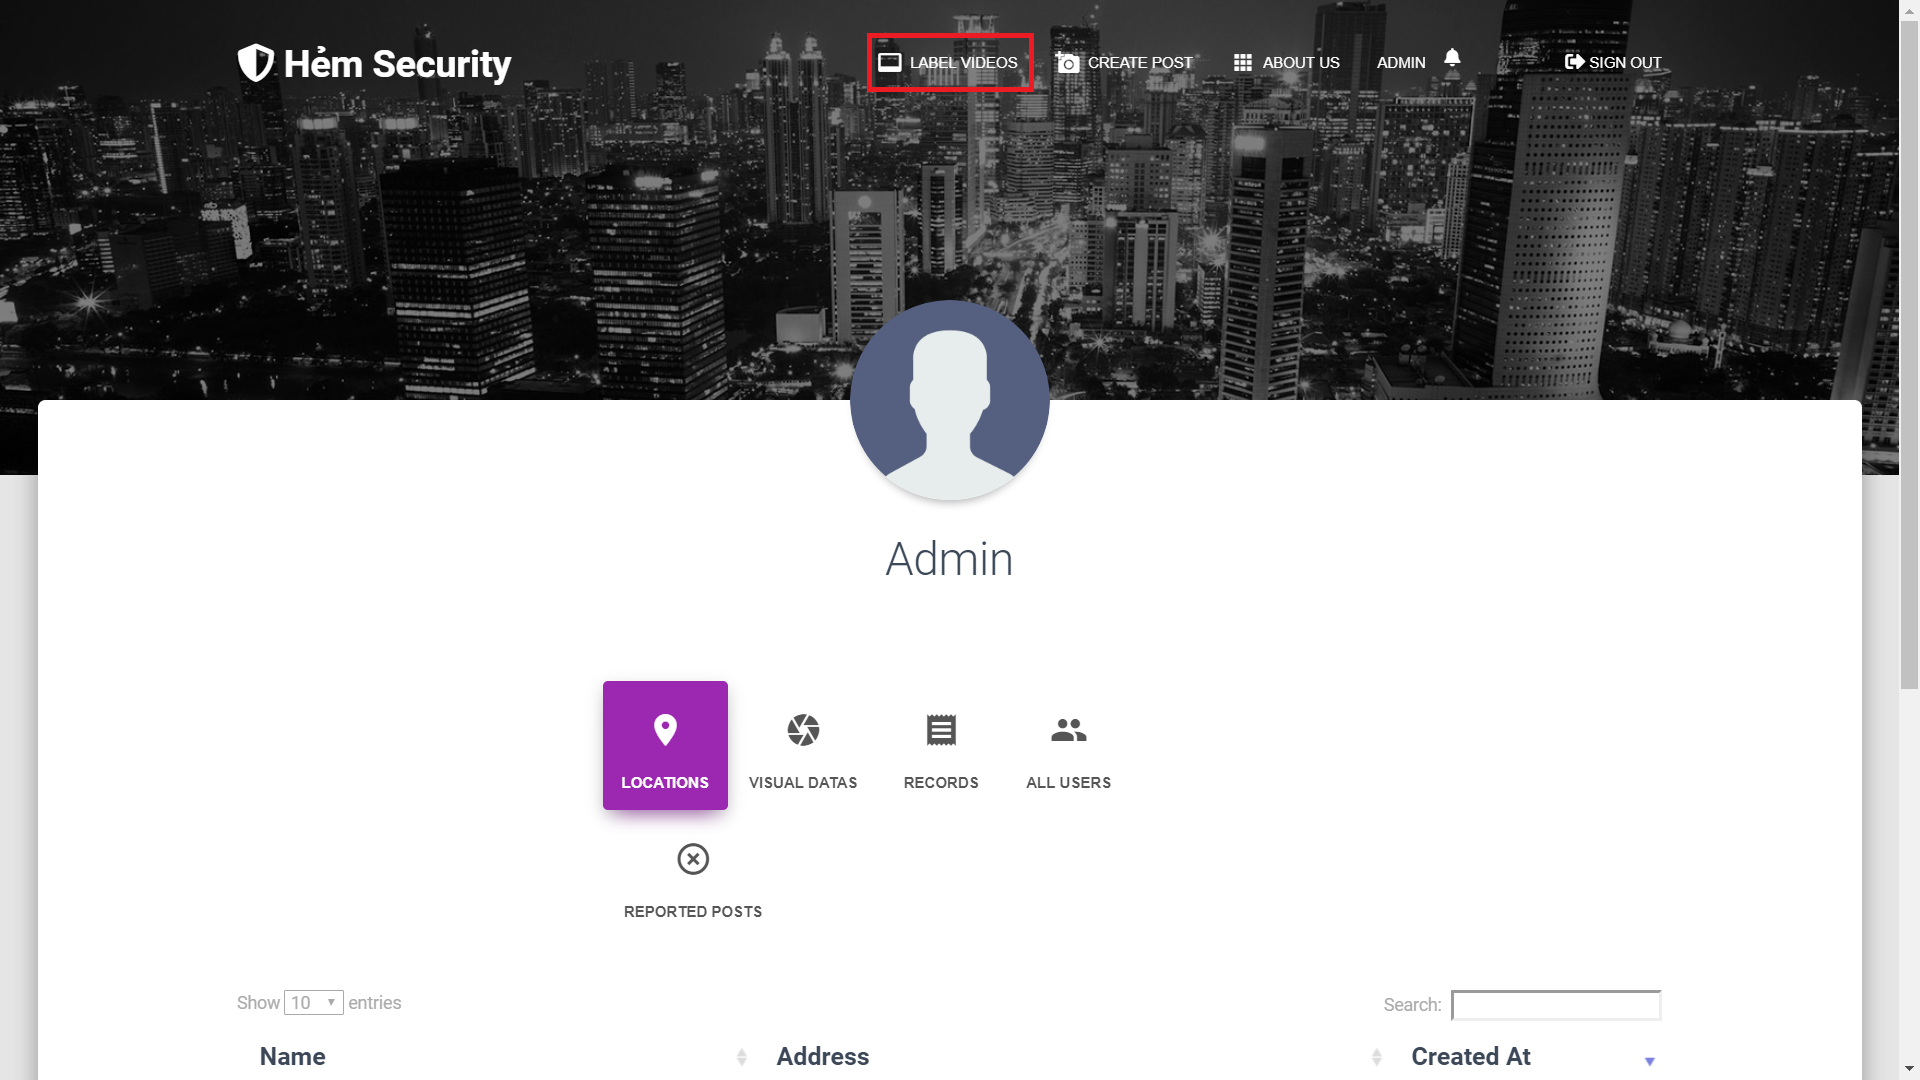 Hẻm Security
LABEL VIDEOS
CREATE POST
ABOUT US
ADMIN
SIGN OUT
Admin
LOCATIONS
VISUAL DATAS
RECORDS
ALL USERS
REPORTED POSTS
Show 10 entries
Search:
Name
Address
Created At